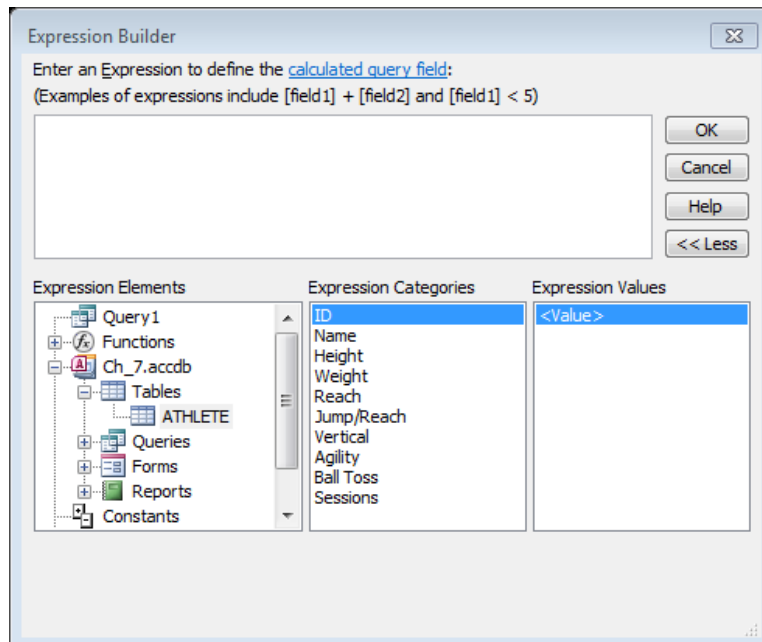 Expression Builder
Enter an Expression to define the calculated query field:
(Examples of expressions include [field1] + [field2] and [field1] < 5)
OK
Cancel
Help
<< Less
Expression Elements
Query1
Functions
Ch_7.accdb
Tables
ATHLETE
Queries
Forms
Reports
Constants
Expression Categories
ID
Name
Height
Weight
Reach
Jump/Reach
Vertical
Agility
Ball Toss
Sessions
Expression Values
<Value>